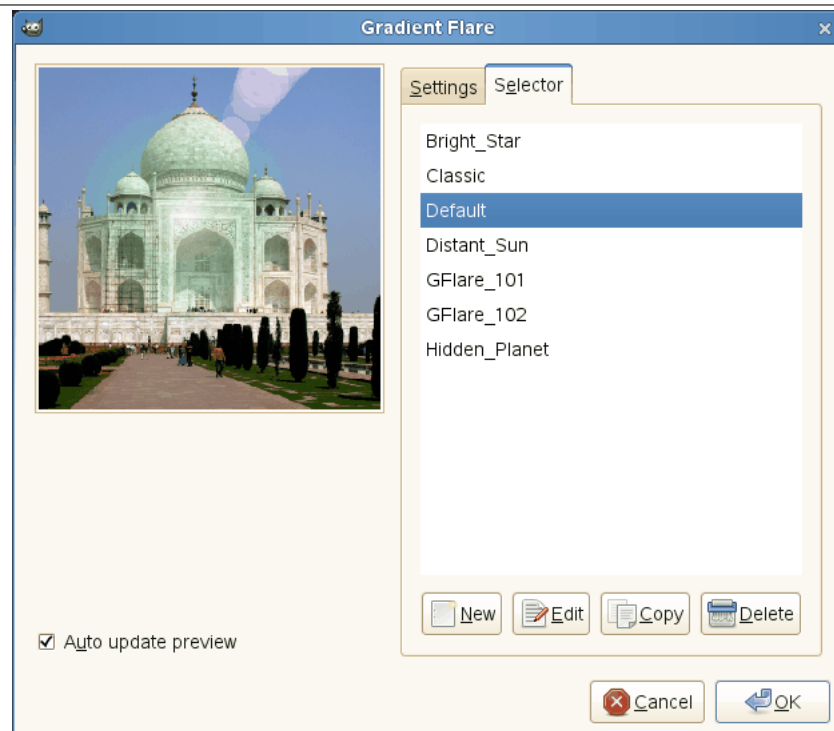 Gradient Flare
Settings Selector
Bright_Star
Classic
Default
Distant_Sun
GFlare_101
GFlare_102
Hidden_Planet
New Edit Copy Delete
Auto update preview
Cancel OK